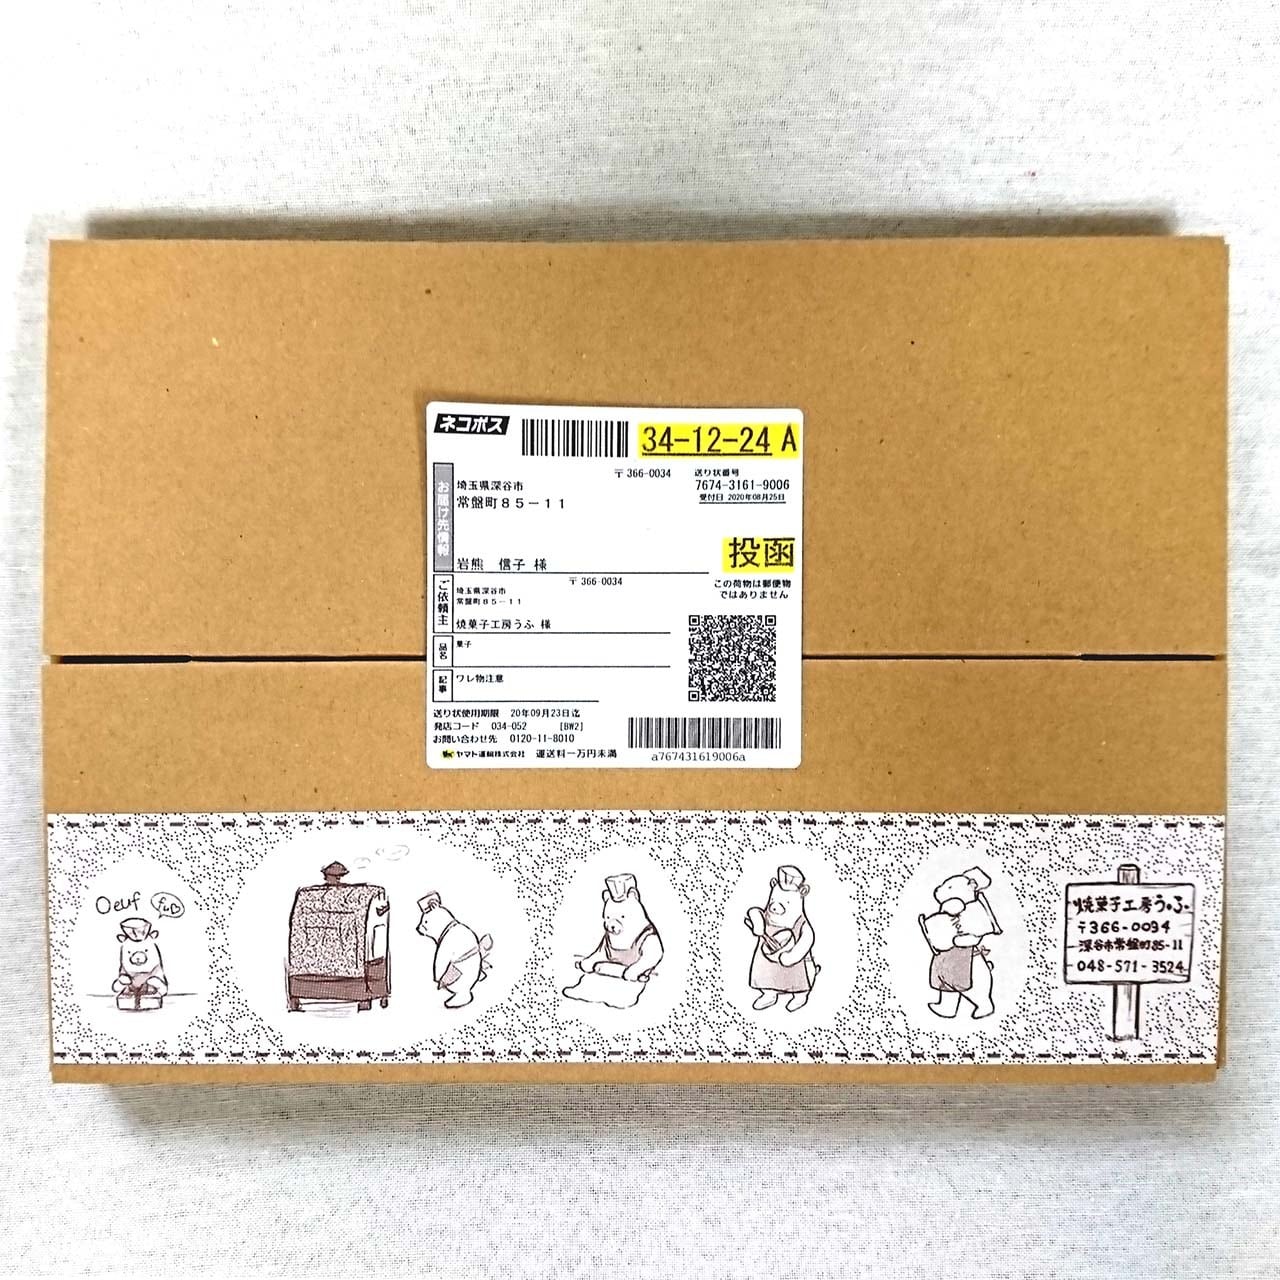 ネコポス
34-12-24 A
お届け先情報
〒366-0034
埼玉県深谷市
常盤町85-11
岩熊 信子 様
送り状番号
7674-3161-9006
受付日 2020年08月25日
投函
この荷物は郵便物
ではありません
ご依頼主
〒366-0034
埼玉県深谷市
常盤町85-11
焼菓子工房うふ 様
品名
菓子
記事
ワレ物注意
送り状使用期限 20年09月23日迄
発店コード 034-052 [BW2]
お問い合わせ先 0120-11-8010
ヤマト運輸株式会社 運送料一万円未満
a767431619006a
Oeuf
焼菓子工房うふ
〒366-0034
深谷市常盤町85-11
048-571-3524